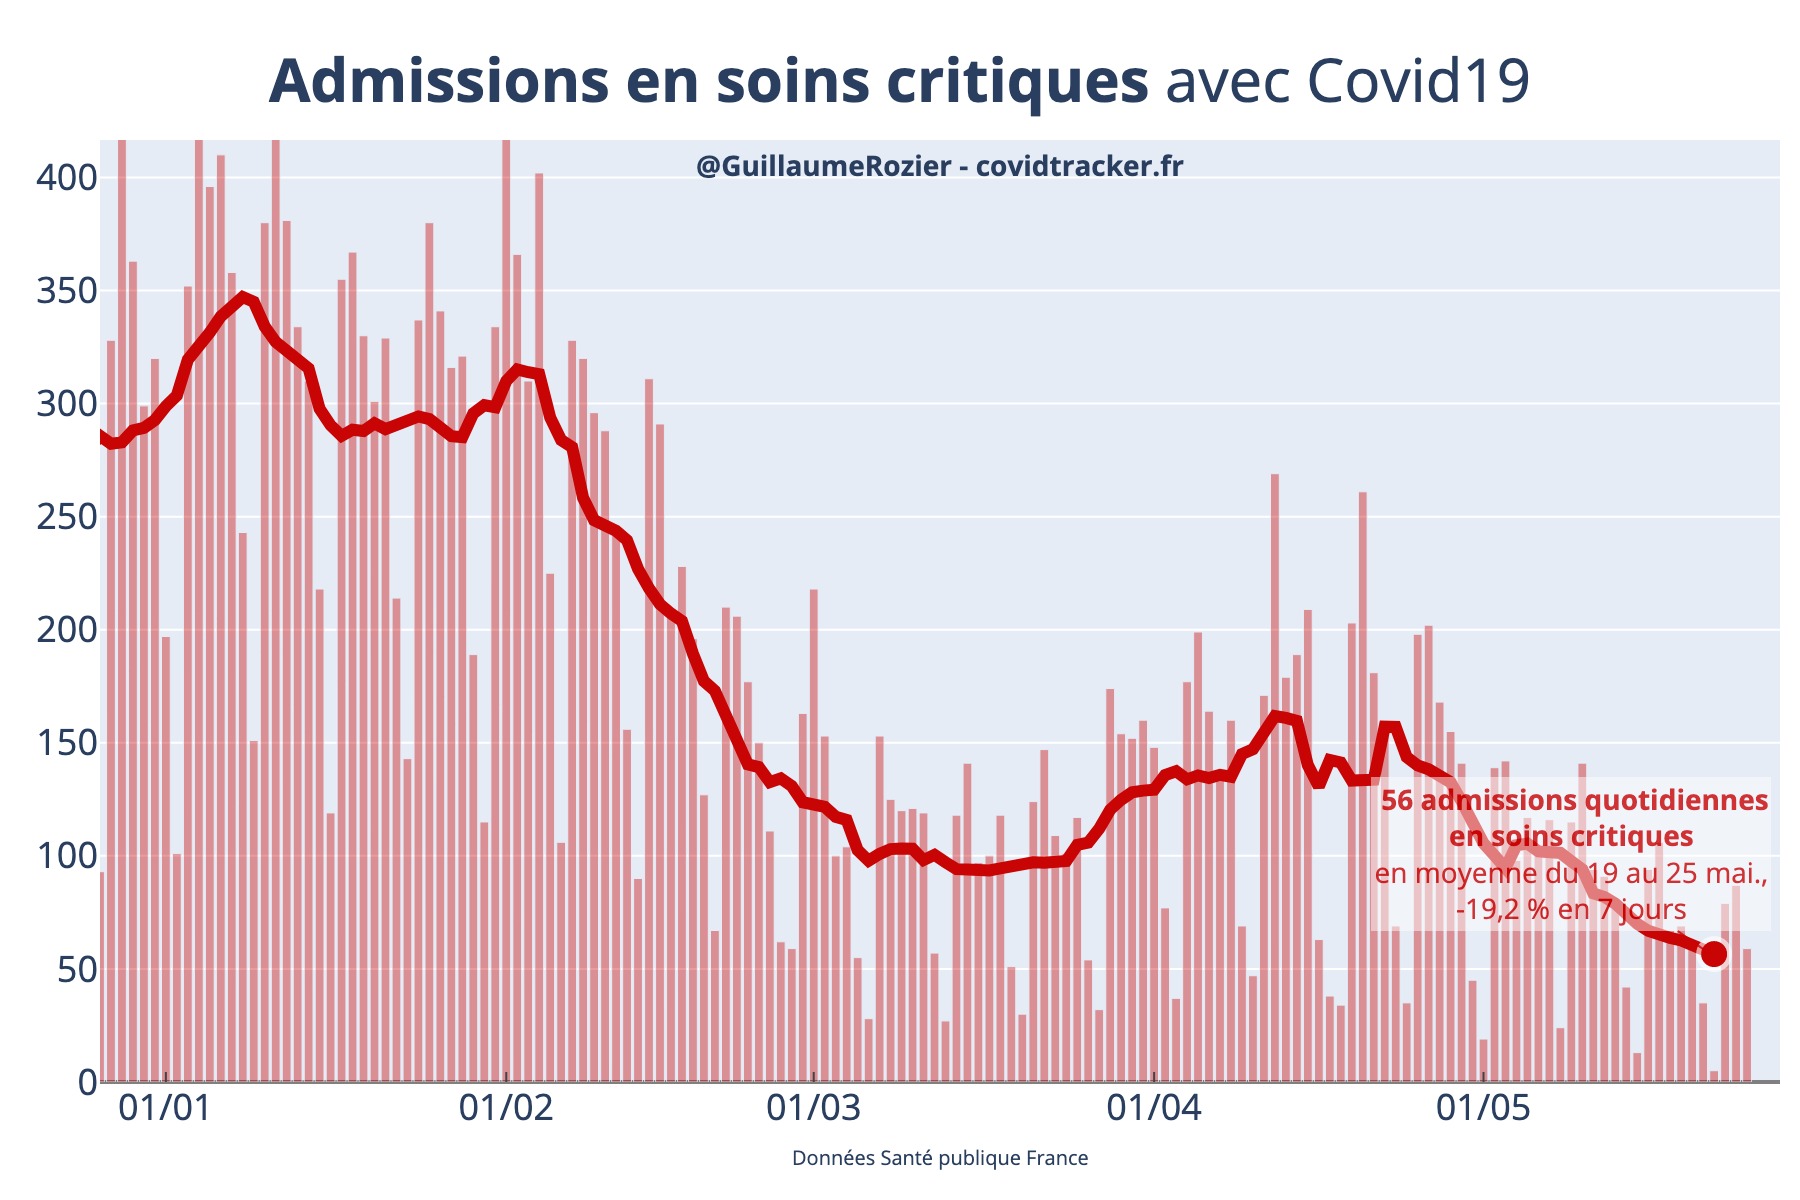 Admissions en soins critiques avec Covid19
@GuillaumeRozier - covidtracker.fr
400
350
300
250
200
150
100
50
0
56 admissions quotidiennes
en soins critiques
en moyenne du 19 au 25 mai.,
-19,2 % en 7 jours
01/01
01/02
01/03
01/04
01/05
Données Santé publique France